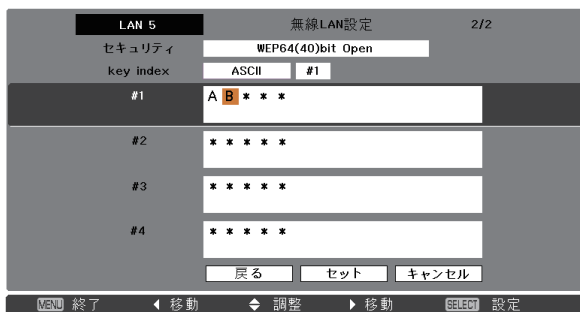 LAN 5 無線LAN設定 2/2
セキュリティ WEP64(40)bit Open
key index ASCII #1
#1 A B * * *
#2 * * * * *
#3 * * * * *
#4 * * * * *
戻る セット キャンセル
MENU 終了 ◀ 移動 ◆ 調整 ▶ 移動 SELECT 設定